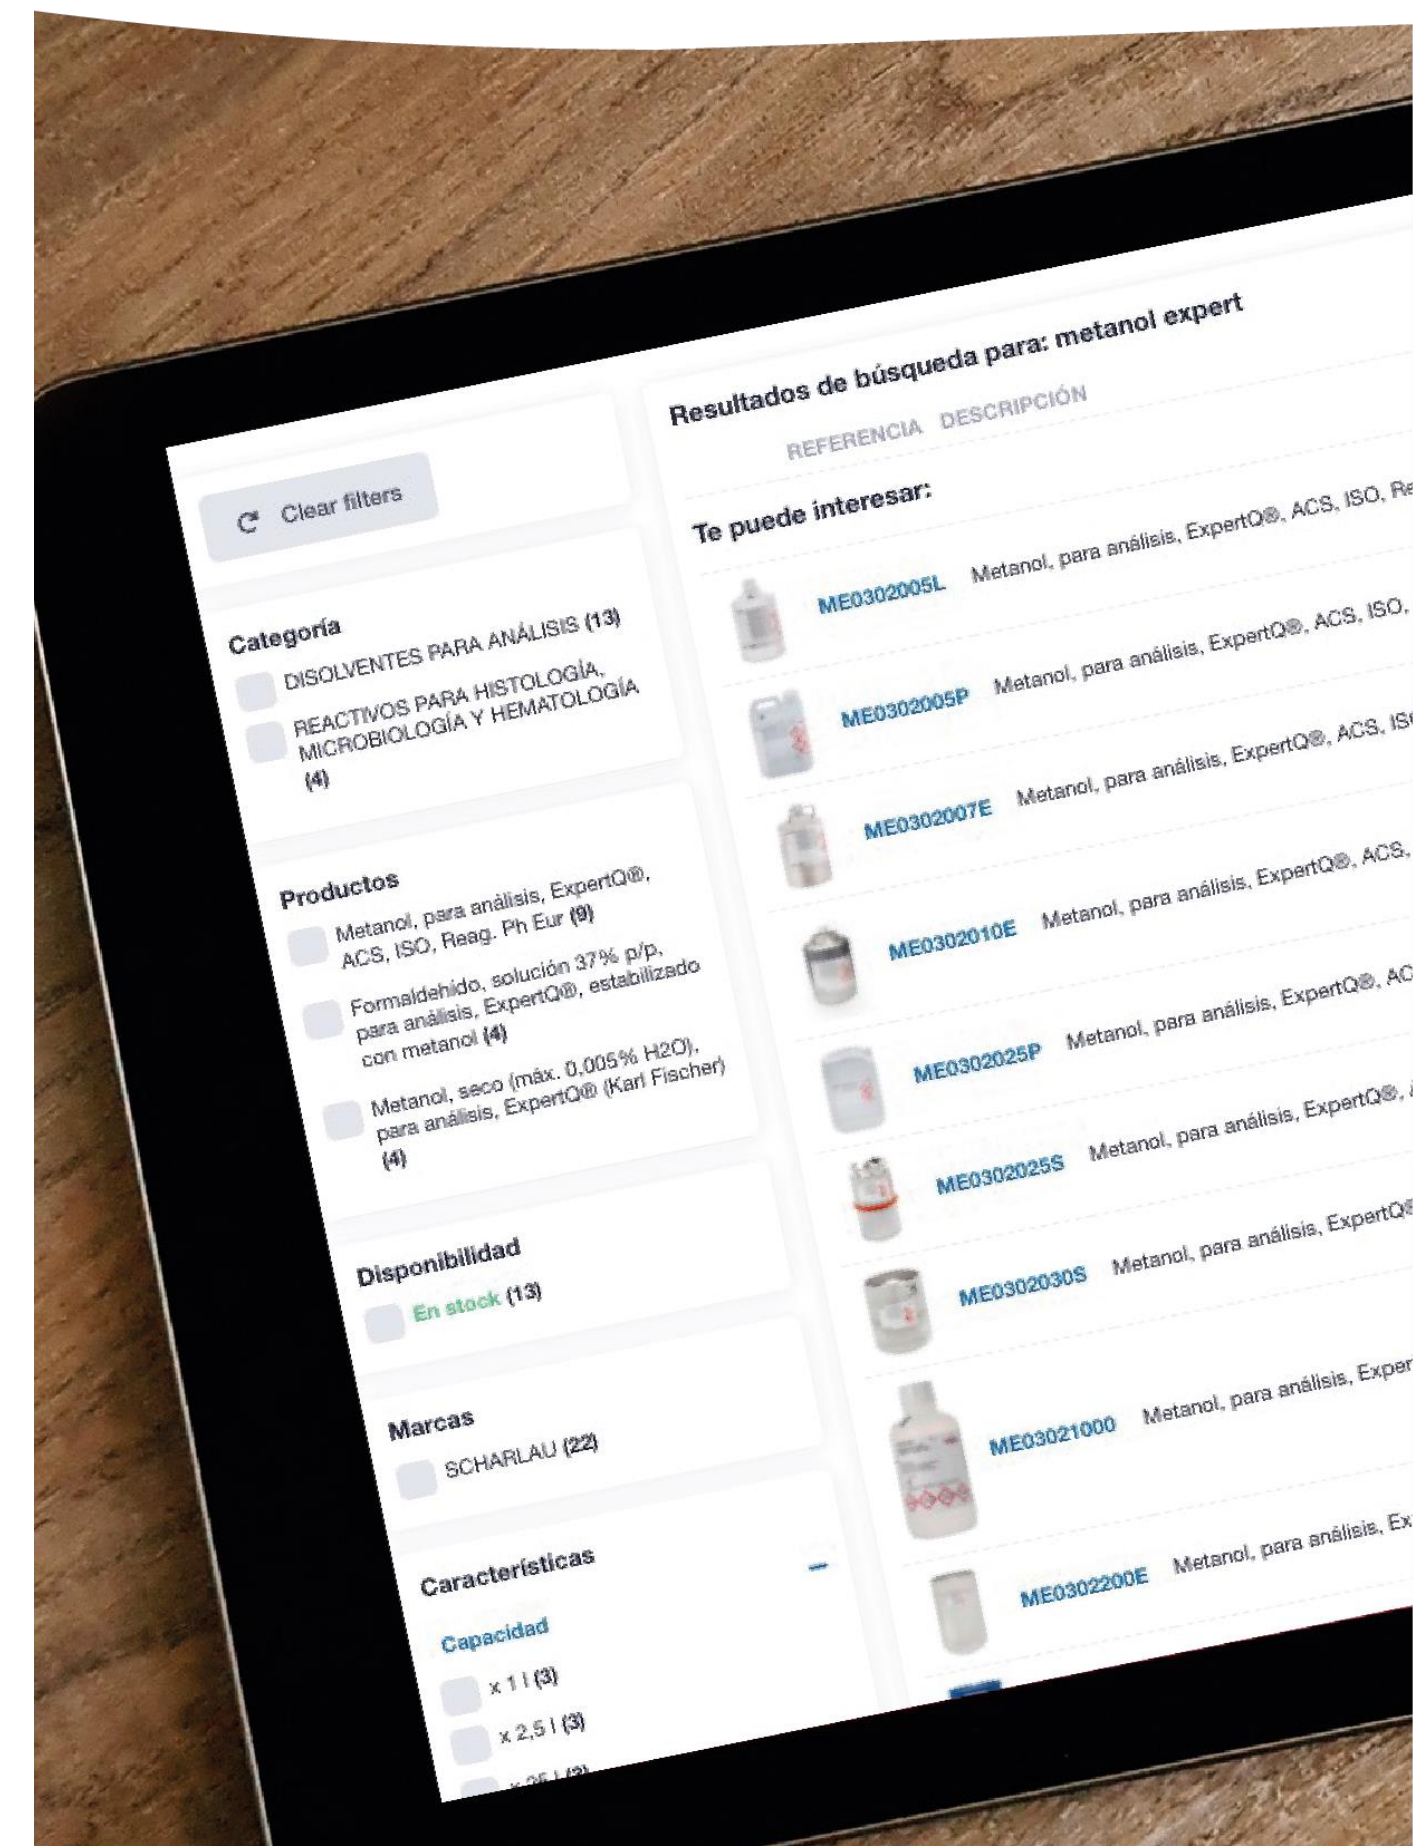 Clear filters
Categoría
DISOLVENTES PARA ANÁLISIS (13)
REACTIVOS PARA HISTOLOGÍA,
MICROBIOLOGÍA Y HEMATOLOGÍA
(4)
Productos
Metanol, para análisis, ExpertQ®,
ACS, ISO, Reag. Ph Eur (9)
Formaldehido, solución 37% p/p,
para análisis, ExpertQ®, estabilizado
con metanol (4)
Metanol, seco (máx. 0,005% H2O),
para análisis, ExpertQ® (Karl Fischer)
(4)
Disponibilidad
En stock (13)
Marcas
SCHARLAU (22)
Características
Capacidad
x 1 l (3)
x 2,5 l (3)
Resultados de búsqueda para: metanol expert
REFERENCIA DESCRIPCIÓN
Te puede interesar:
ME0302005L Metanol, para análisis, ExpertQ®, ACS, ISO, Re
ME0302005P Metanol, para análisis, ExpertQ®, ACS, ISO,
ME0302007E Metanol, para análisis, ExpertQ®, ACS, IS
ME0302010E Metanol, para análisis, ExpertQ®, ACS,
ME0302025P Metanol, para análisis, ExpertQ®, AC
ME0302025S Metanol, para análisis, ExpertQ®,
ME0302030S Metanol, para análisis, ExpertQ®
ME03021000 Metanol, para análisis, Exper
ME0302200E Metanol, para análisis, Ex